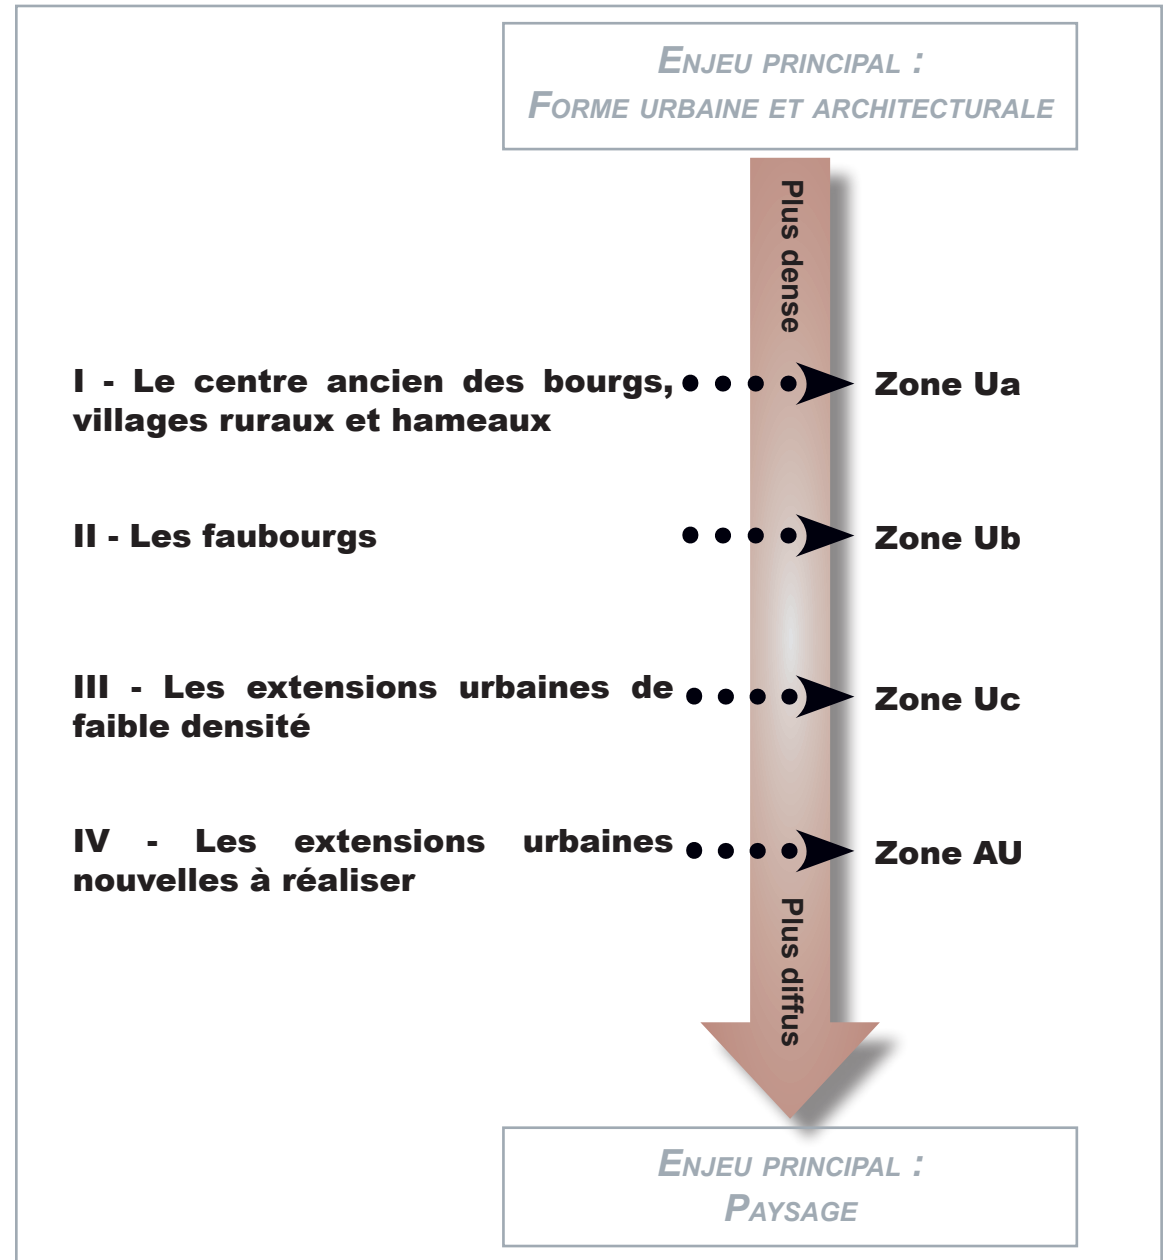 Enjeu principal :
Forme urbaine et architecturale
Plus dense
I - Le centre ancien des bourgs,
villages ruraux et hameaux
Zone Ua
II - Les faubourgs
Zone Ub
III - Les extensions urbaines de
faible densité
Zone Uc
IV - Les extensions urbaines
nouvelles à réaliser
Zone AU
Plus diffus
Enjeu principal :
Paysage